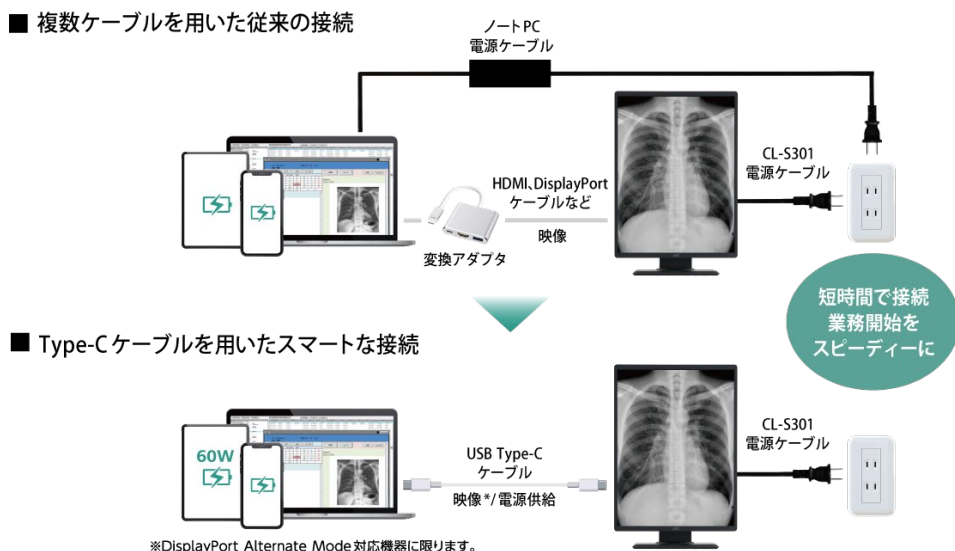 ■ 複数ケーブルを用いた従来の接続
ノートPC
電源ケーブル
CL-S301
電源ケーブル
HDMI、DisplayPort
ケーブルなど
映像
変換アダプタ
短時間で接続
業務開始を
スピーディーに
■ Type-Cケーブルを用いたスマートな接続
CL-S301
電源ケーブル
60W
USB Type-C
ケーブル
映像*/電源供給
※DisplayPort Alternate Mode対応機器に限ります。